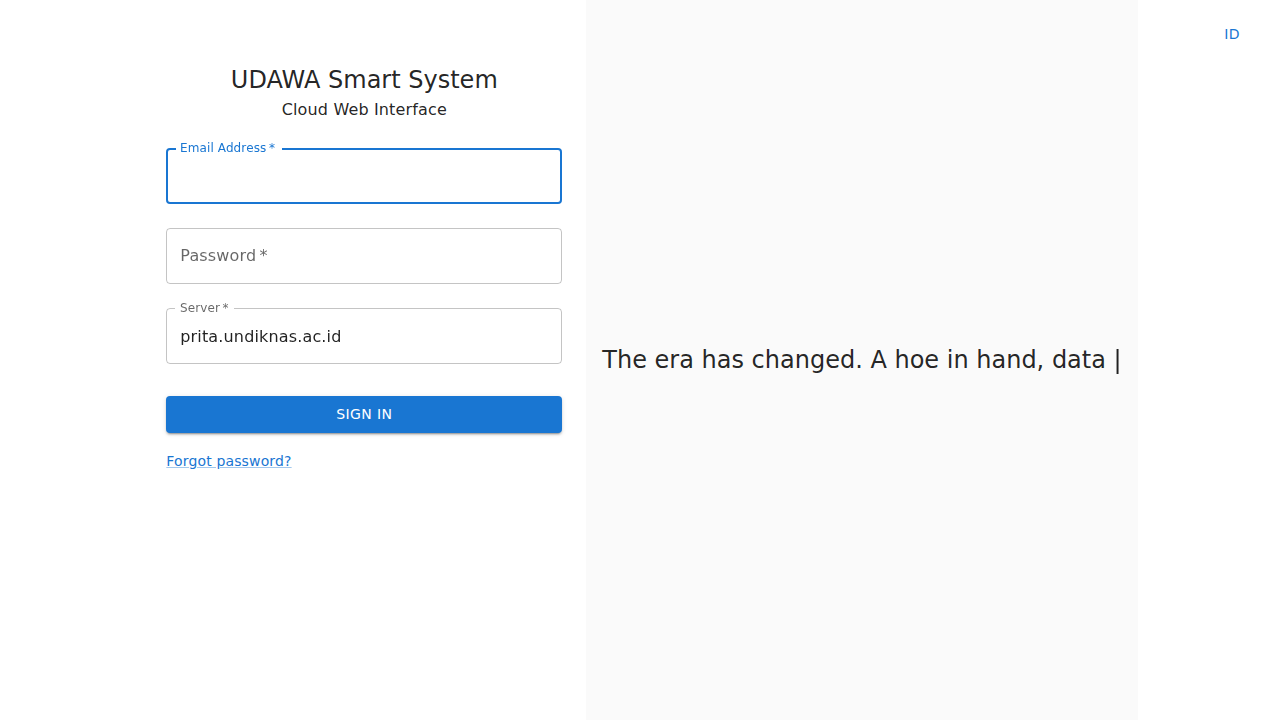 ID
UDAWA Smart System
Cloud Web Interface
Email Address *
Password *
Server *
prita.undiknas.ac.id
SIGN IN
Forgot password?
The era has changed. A hoe in hand, data |